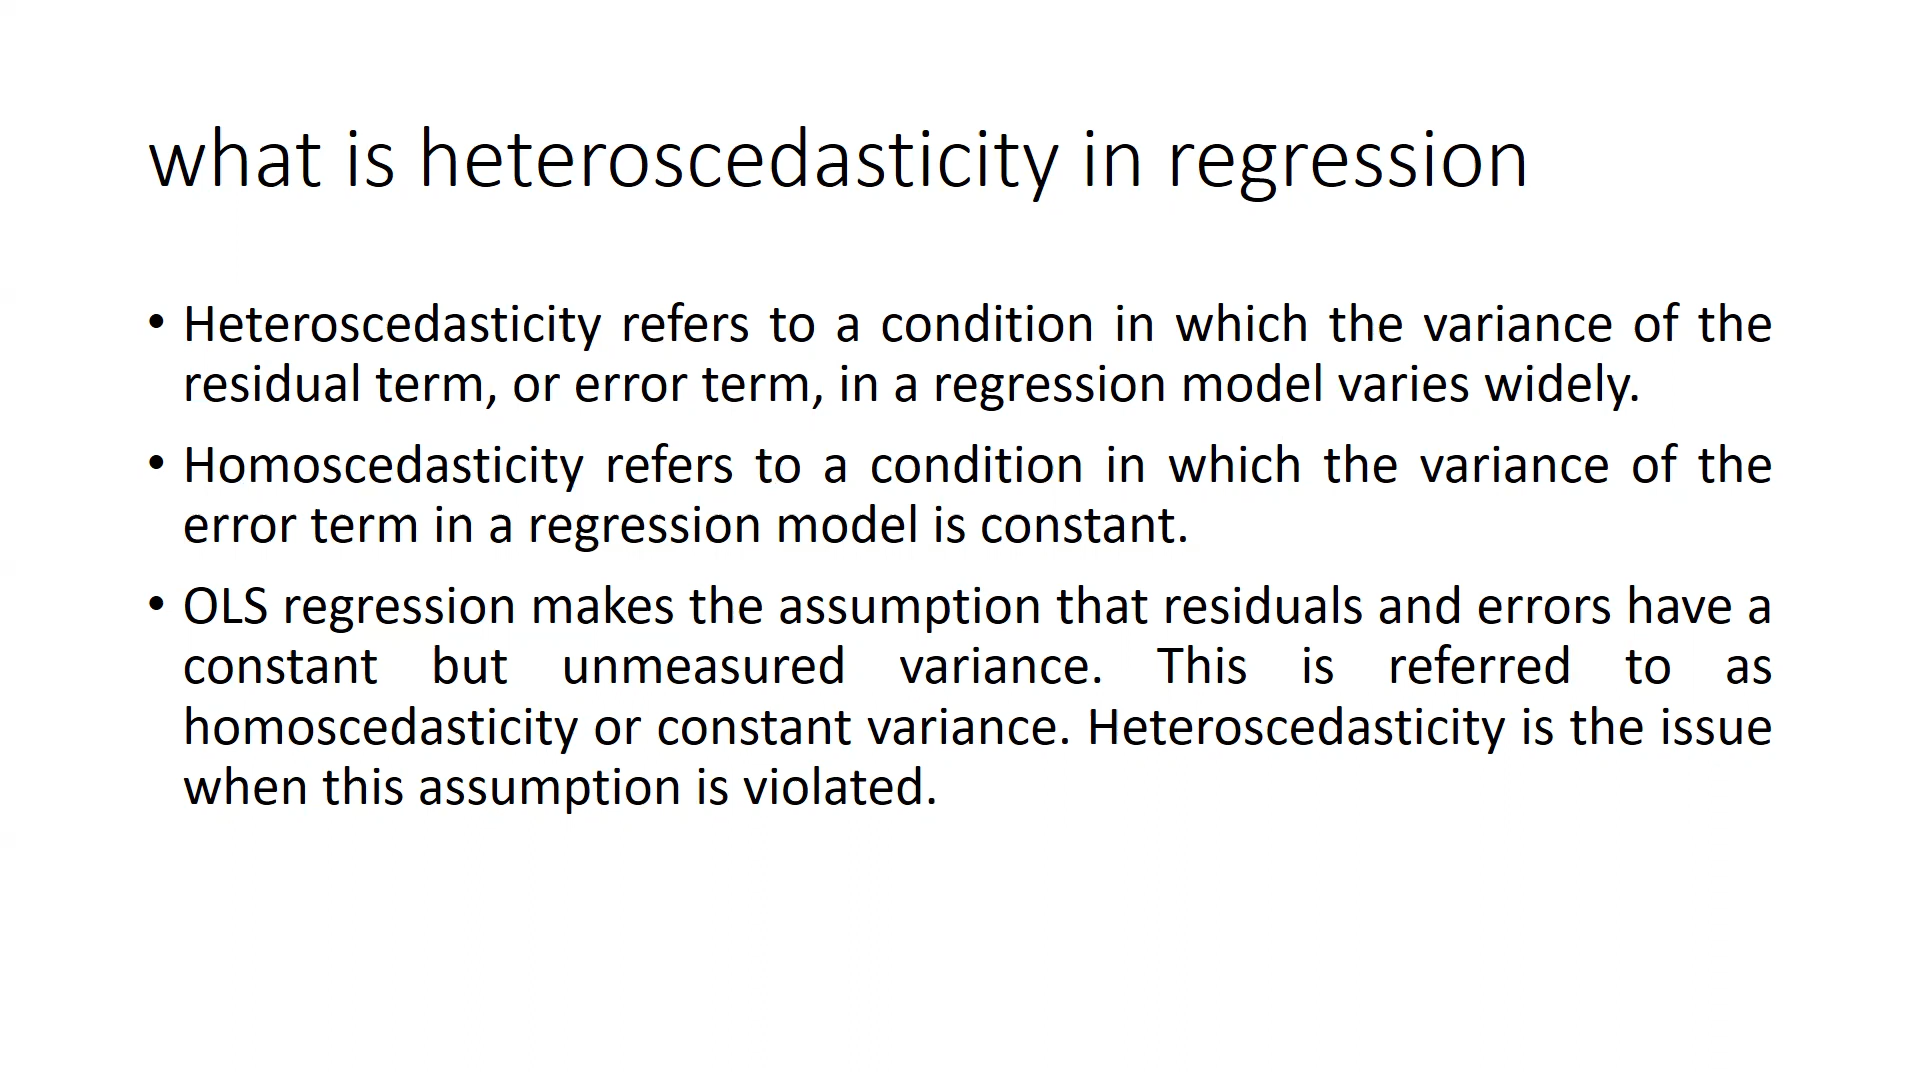 what is heteroscedasticity in regression
• Heteroscedasticity refers to a condition in which the variance of the
residual term, or error term, in a regression model varies widely.
• Homoscedasticity refers to a condition in which the variance of the
error term in a regression model is constant.
• OLS regression makes the assumption that residuals and errors have a
constant but unmeasured variance. This is referred to as
homoscedasticity or constant variance. Heteroscedasticity is the issue
when this assumption is violated.